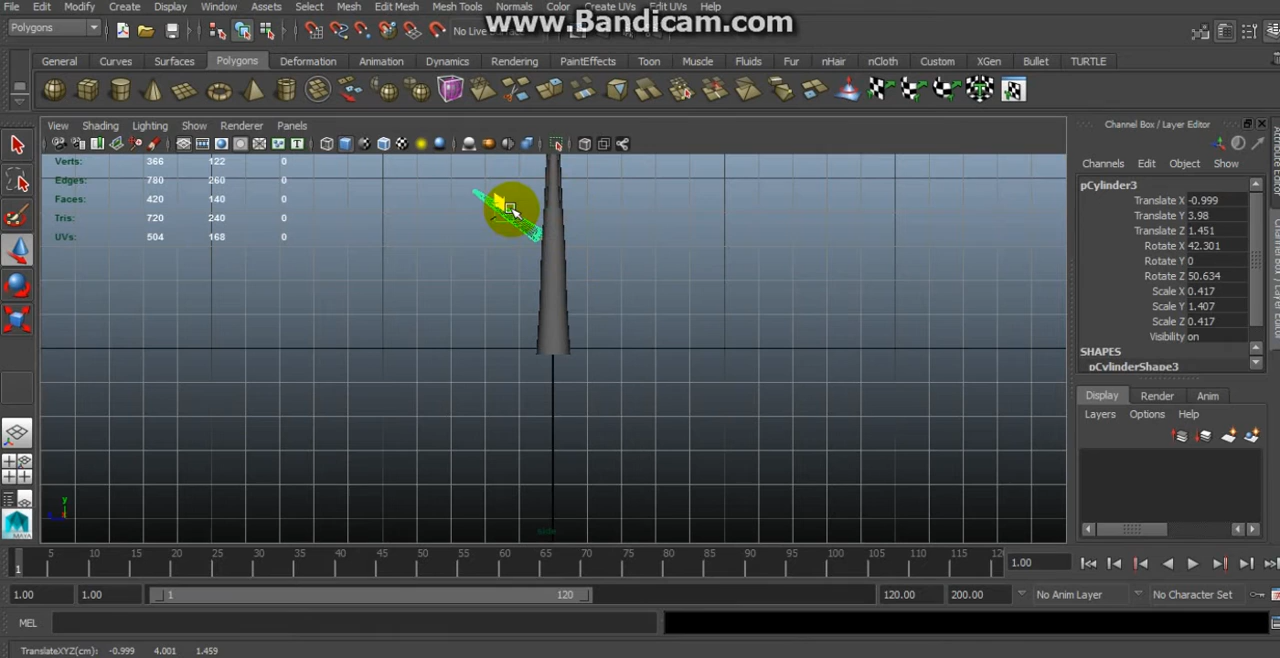 File Edit Modify Create Display Window Assets Select Mesh Edit Mesh Mesh Tools Normals Color Create UVs Edit UVs Help
www.Bandicam.com
Polygons
No Live
General Curves Surfaces Polygons Deformation Animation Dynamics Rendering PaintEffects Toon Muscle Fluids Fur nHair nCloth Custom XGen Bullet TURTLE
View Shading Lighting Show Renderer Panels
Verts: 366 122 0
Edges: 780 260 0
Faces: 420 140 0
Tris: 720 240 0
UVs: 504 168 0
y
Channel Box / Layer Editor
Channels Edit Object Show
pCylinder3
Translate X -0.999
Translate Y 3.98
Translate Z 1.451
Rotate X 42.301
Rotate Y 0
Rotate Z 50.634
Scale X 0.417
Scale Y 1.407
Scale Z 0.417
Visibility on
SHAPES
pCylinderShape3
Display Render Anim
Layers Options Help
Attribute Editor
Channel Box / Layer Editor
5 10 15 20 25 30 35 40 45 50 55 60 65 70 75 80 85 90 95 100 105 110 115 12
1
1.00
1.00 1.00 1 120 120.00 200.00 No Anim Layer No Character Set
MEL
TranslateXYZ(cm): -0.999 4.001 1.459